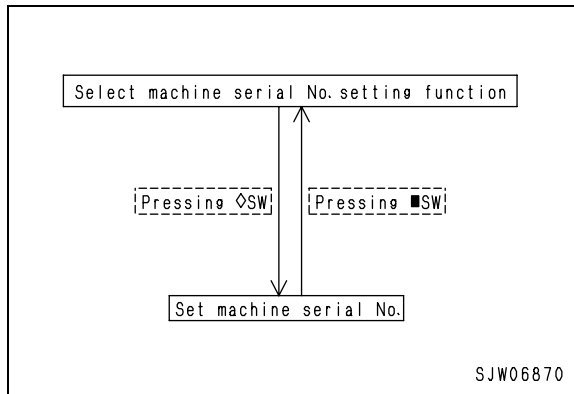 Select machine serial No. setting function
Pressing ◇SW
Pressing ■SW
Set machine serial No.
SJW06870